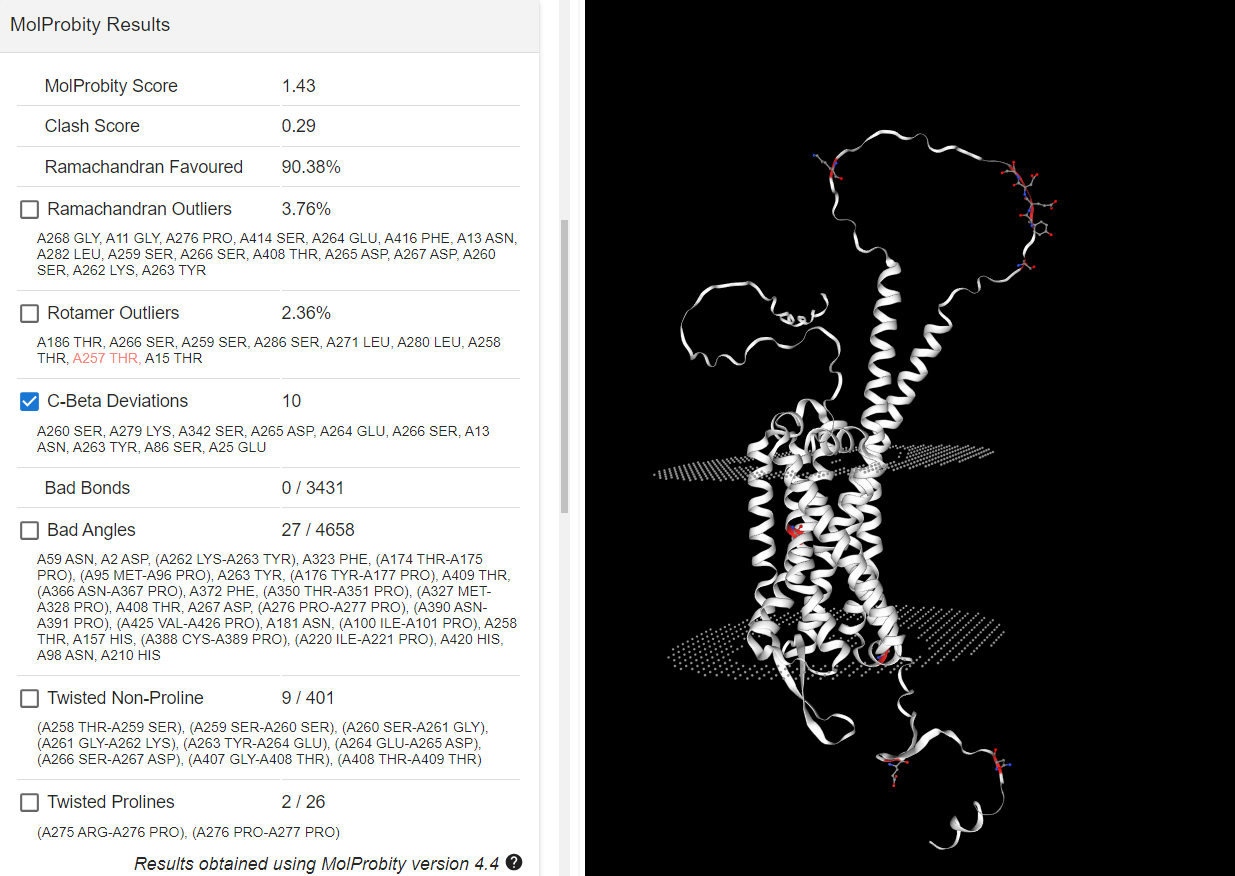 MolProbity Results
MolProbity Score 1.43
Clash Score 0.29
Ramachandran Favoured 90.38%
Ramachandran Outliers 3.76%
A268 GLY, A11 GLY, A276 PRO, A414 SER, A264 GLU, A416 PHE, A13 ASN,
A282 LEU, A259 SER, A266 SER, A408 THR, A265 ASP, A267 ASP, A260
SER, A262 LYS, A263 TYR
Rotamer Outliers 2.36%
A186 THR, A266 SER, A259 SER, A286 SER, A271 LEU, A280 LEU, A258
THR, A257 THR, A15 THR
C-Beta Deviations 10
A260 SER, A279 LYS, A342 SER, A265 ASP, A264 GLU, A266 SER, A13
ASN, A263 TYR, A86 SER, A25 GLU
Bad Bonds 0 / 3431
Bad Angles 27 / 4658
A59 ASN, A2 ASP, (A262 LYS-A263 TYR), A323 PHE, (A174 THR-A175
PRO), (A95 MET-A96 PRO), A263 TYR, (A176 TYR-A177 PRO), A409 THR,
(A366 ASN-A367 PRO), A372 PHE, (A350 THR-A351 PRO), (A327 MET-
A328 PRO), A408 THR, A267 ASP, (A276 PRO-A277 PRO), (A390 ASN-
A391 PRO), (A425 VAL-A426 PRO), A181 ASN, (A100 ILE-A101 PRO), A258
THR, A157 HIS, (A388 CYS-A389 PRO), (A220 ILE-A221 PRO), A420 HIS,
A98 ASN, A210 HIS
Twisted Non-Proline 9 / 401
(A258 THR-A259 SER), (A259 SER-A260 SER), (A260 SER-A261 GLY),
(A261 GLY-A262 LYS), (A263 TYR-A264 GLU), (A264 GLU-A265 ASP),
(A266 SER-A267 ASP), (A407 GLY-A408 THR), (A408 THR-A409 THR)
Twisted Prolines 2 / 26
(A275 ARG-A276 PRO), (A276 PRO-A277 PRO)
Results obtained using MolProbity version 4.4 ?